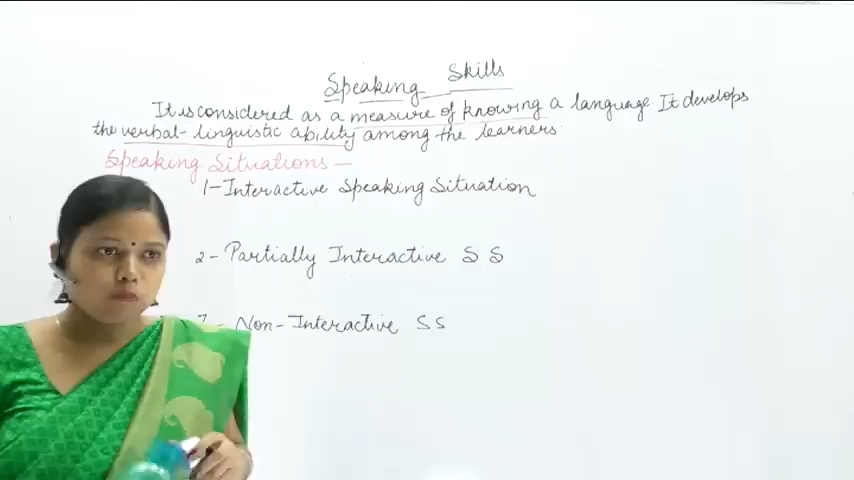 Speaking Skills
It is considered as a measure of knowing a language. It develops
the verbal-linguistic ability among the learners.
Speaking Situations -
1- Interactive Speaking Situation
2- Partially Interactive S S
- Non-Interactive S S